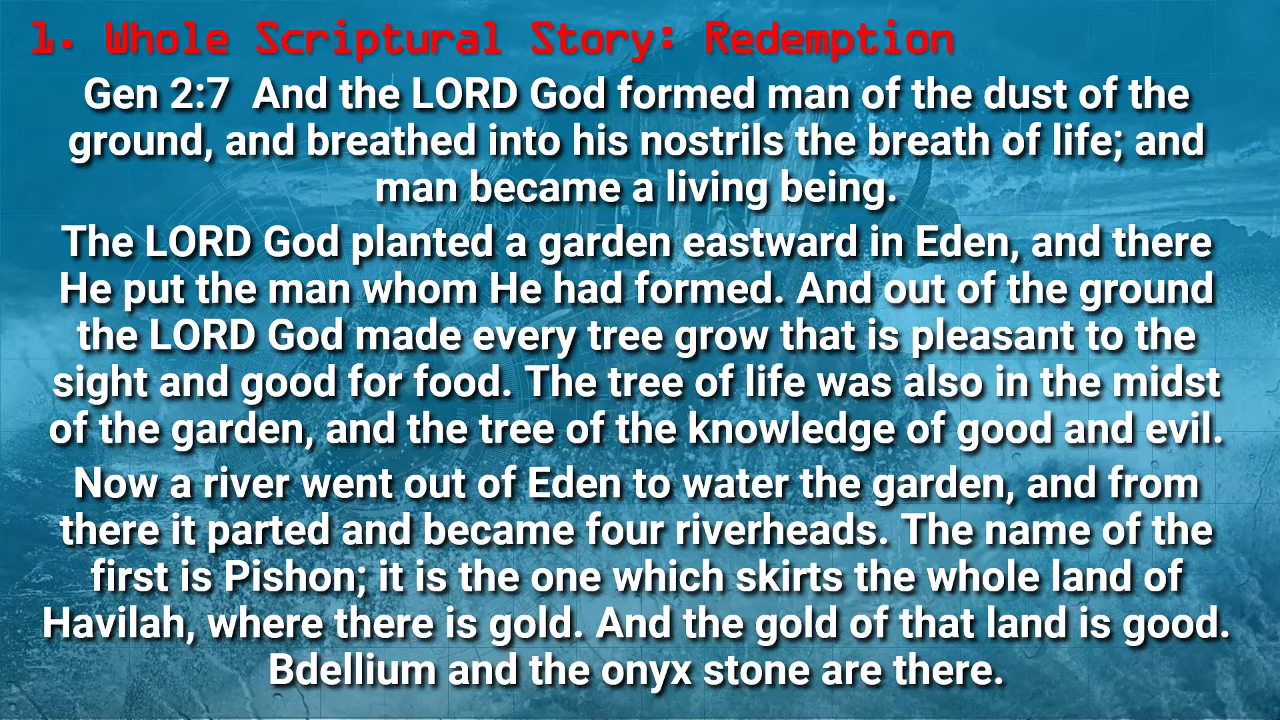 1. Whole Scriptural Story: Redemption
Gen 2:7  And the LORD God formed man of the dust of the
ground, and breathed into his nostrils the breath of life; and
man became a living being.
The LORD God planted a garden eastward in Eden, and there
He put the man whom He had formed. And out of the ground
the LORD God made every tree grow that is pleasant to the
sight and good for food. The tree of life was also in the midst
of the garden, and the tree of the knowledge of good and evil.
Now a river went out of Eden to water the garden, and from
there it parted and became four riverheads. The name of the
first is Pishon; it is the one which skirts the whole land of
Havilah, where there is gold. And the gold of that land is good.
Bdellium and the onyx stone are there.